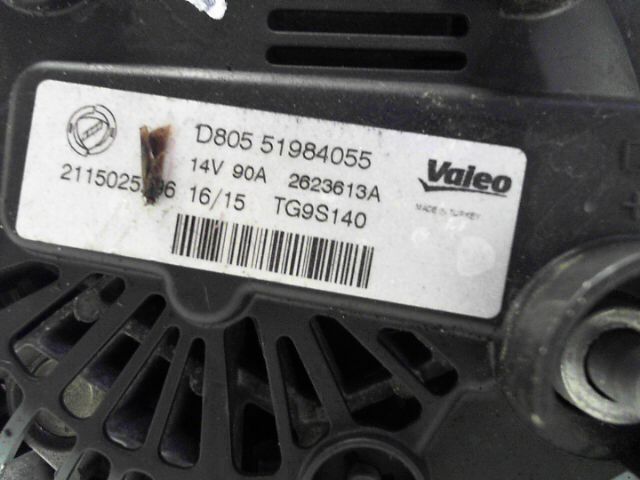 D805 51984055
14V 90A 2623613A
Valeo
16/15 TG9S140
MADE IN TURKEY